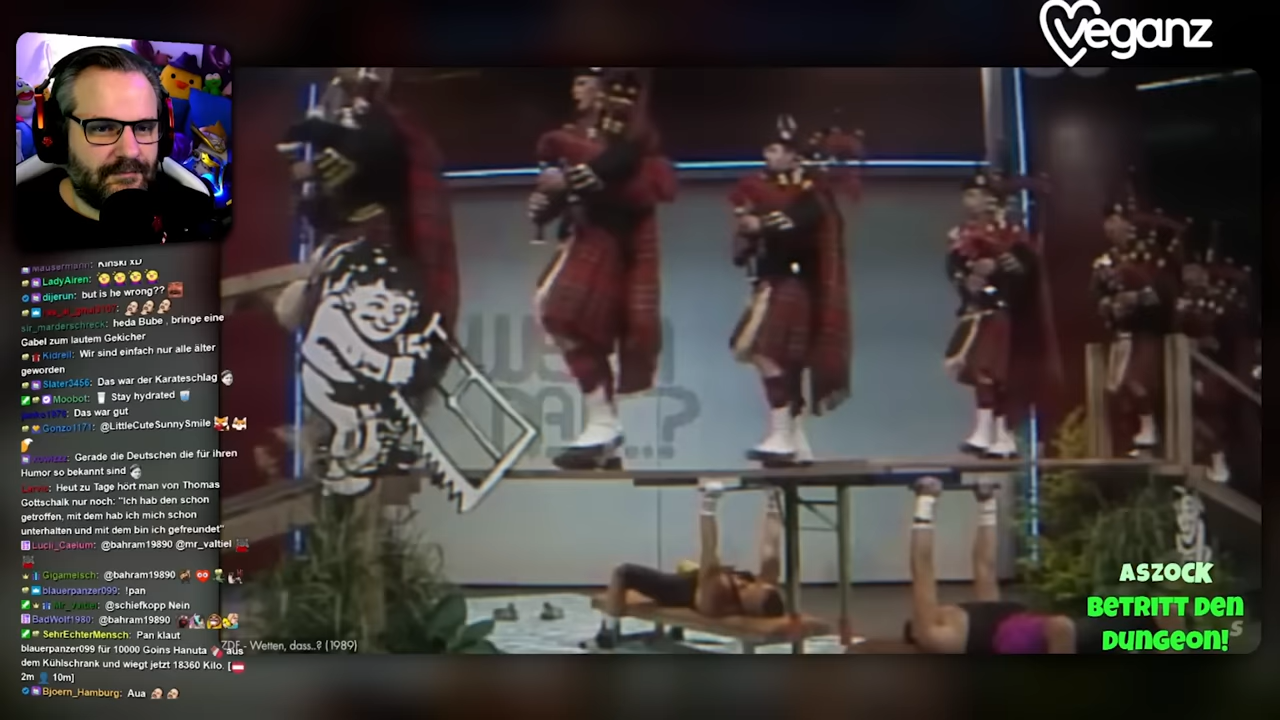 Veganz
Kinski xD
LadyAiren:
dijerun: but is he wrong??
sir_marderschreck: heda Bube , bringe eine
Gabel zum lautem Gekicher
Kidreil: Wir sind einfach nur alle älter
geworden
Slater3456: Das war der Karateschlag
Moobot: Stay hydrated
Das war gut
Gonzo1171: @LittleCuteSunnySmile
Gerade die Deutschen die für ihren
Humor so bekannt sind
Heut zu Tage hört man von Thomas
Gottschalk nur noch: "Ich hab den schon
getroffen, mit dem hab ich mich schon
unterhalten und mit dem bin ich gefreundet"
Lucii_Caelum: @bahram19890 @mr_valtiel
Gigameisch: @bahram19890
blauerpanzer099: !pan
Mr_Valtiel: @schiefkopp Nein
BadWolf1980: @bahram19890
SehrEchterMensch: Pan klaut
blauerpanzer099 für 10000 Goins Hanuta aus
dem Kühlschrank und wiegt jetzt 18360 Kilo. [
2m 10m]
Bjoern_Hamburg: Aua
ZDF - Wetten, dass..? (1989)
ASZOCK
BETRITT DEN
DUNGEON!